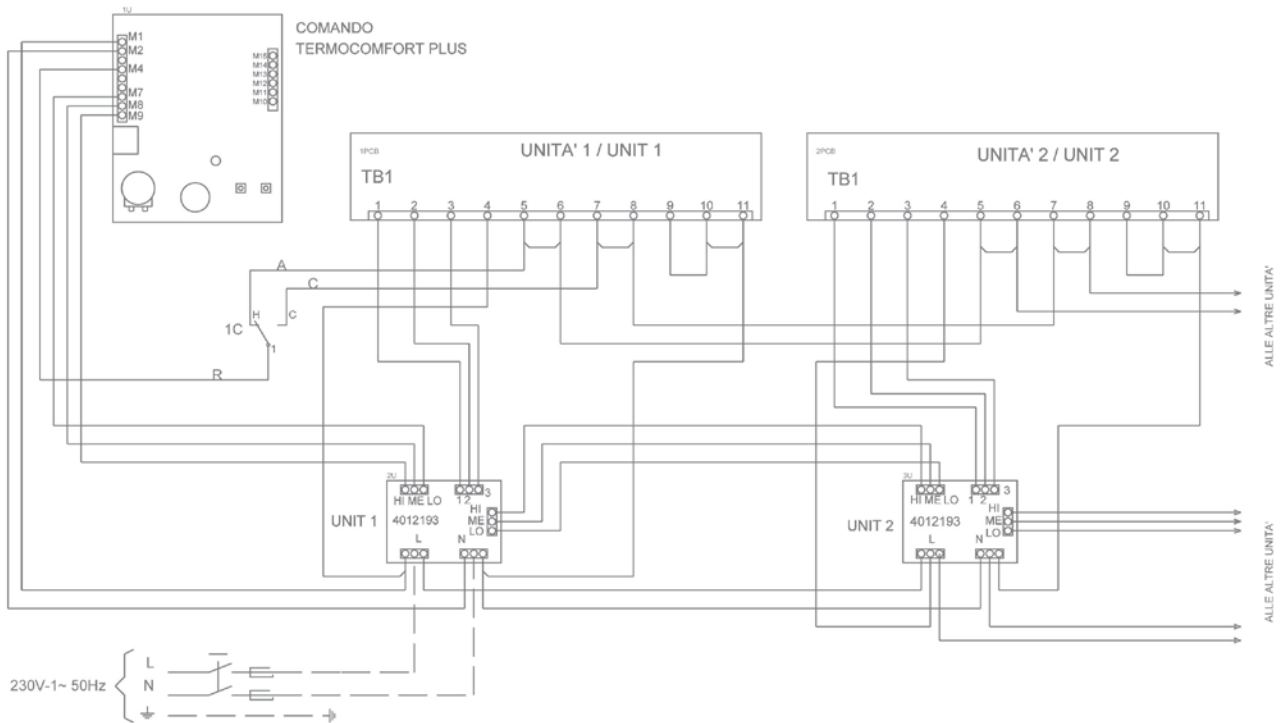 1U
COMANDO
TERMOCOMFORT PLUS
M1
M2
M4
M7
M8
M9
M15
M14
M13
M12
M11
M10
1PCB
UNITA' 1 / UNIT 1
TB1
1 2 3 4 5 6 7 8 9 10 11
2PCB
UNITA' 2 / UNIT 2
TB1
1 2 3 4 5 6 7 8 9 10 11
A
C
H C
1C
1
R
ALLE ALTRE UNITA'
2U
HI ME LO 1 2 3
HI
UNIT 1 4012193 ME
LO
L N
3U
HI ME LO 1 2 3
HI
UNIT 2 4012193 ME
LO
L N
ALLE ALTRE UNITA'
L
230V-1~ 50Hz
N